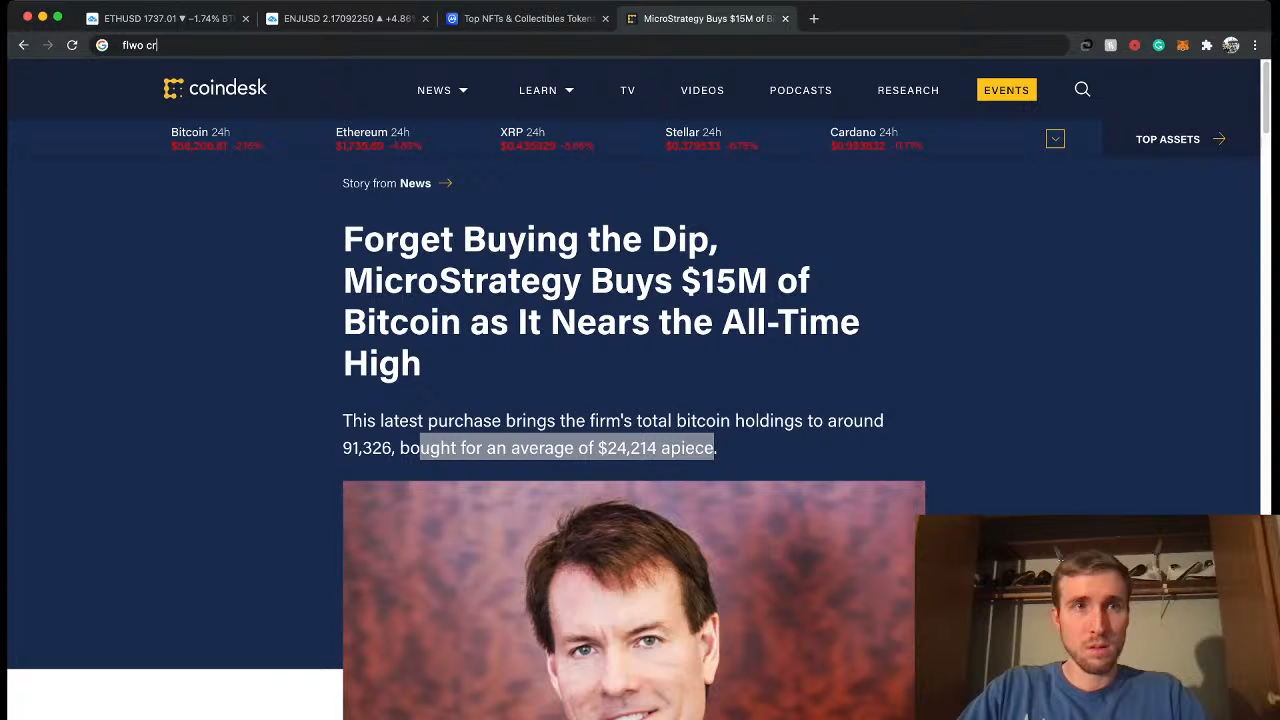 ETHUSD 1737.01 ▼ −1.74% BT
ENJUSD 2.17092250 ▲ +4.86%
Top NFTs & Collectibles Token
MicroStrategy Buys $15M of B
flwo cr
coindesk
NEWS
LEARN
TV
VIDEOS
PODCASTS
RESEARCH
EVENTS
Bitcoin 24h
Ethereum 24h
XRP 24h
Stellar 24h
Cardano 24h
TOP ASSETS
Story from News
Forget Buying the Dip,
MicroStrategy Buys $15M of
Bitcoin as It Nears the All-Time
High
This latest purchase brings the firm's total bitcoin holdings to around
91,326, bought for an average of $24,214 apiece.